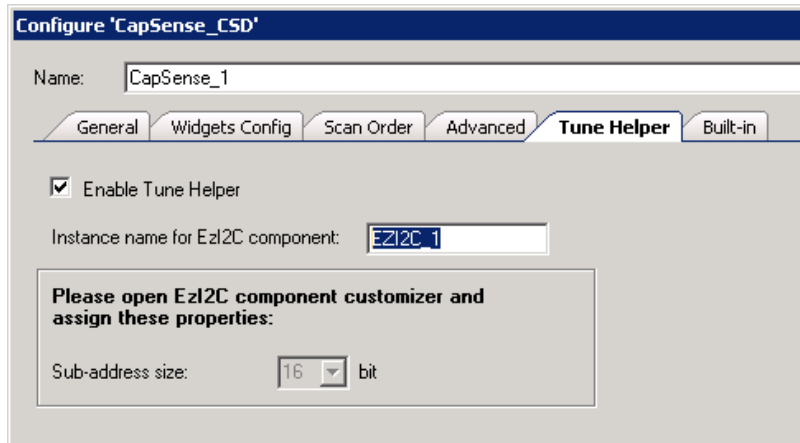 Configure 'CapSense_CSD'
Name: CapSense_1
General Widgets Config Scan Order Advanced Tune Helper Built-in
Enable Tune Helper
Instance name for EzI2C component: EZI2C_1
Please open EzI2C component customizer and
assign these properties:
Sub-address size: 16 bit